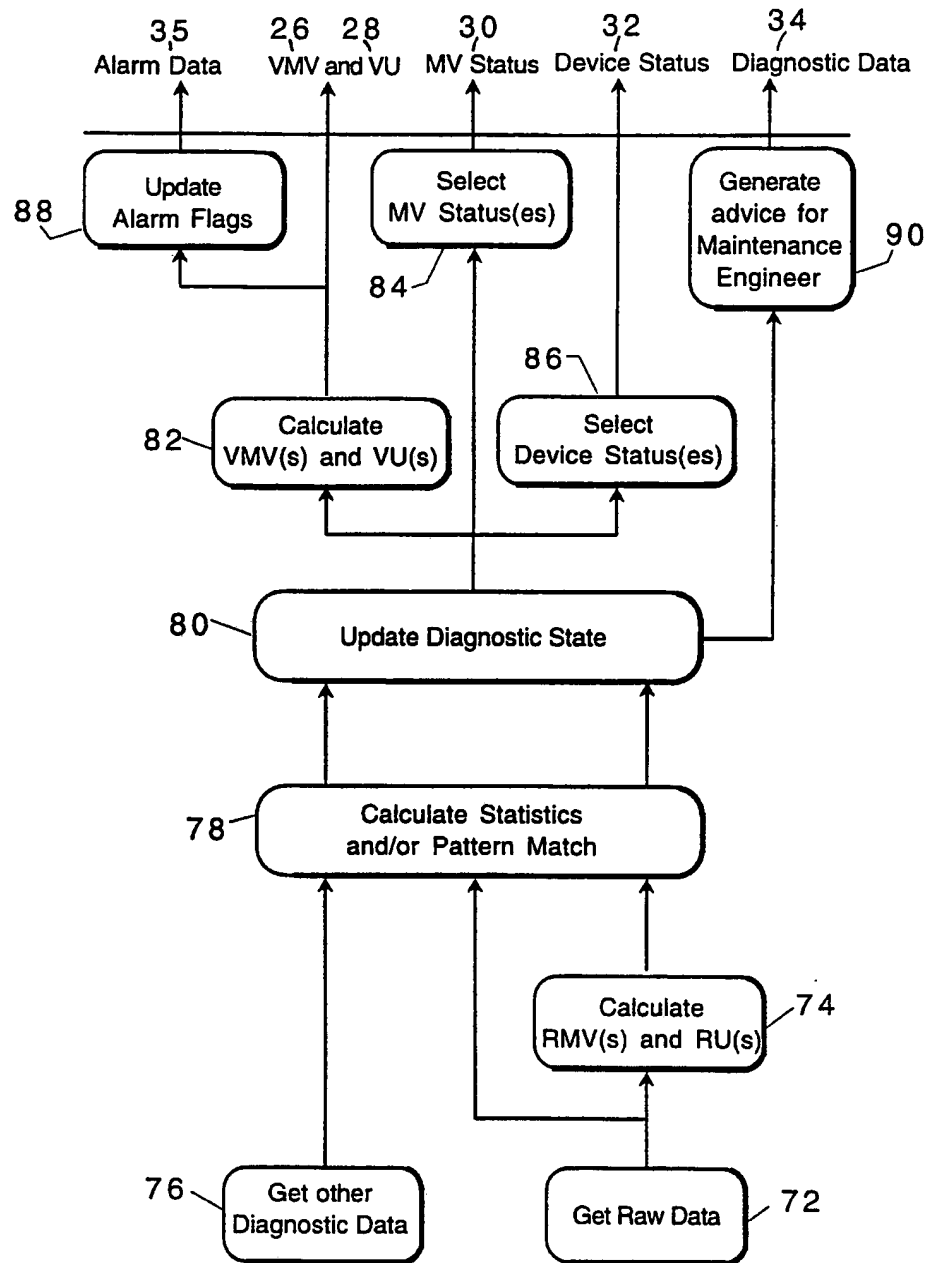 35 26 28 30 32 34
Alarm Data VMV and VU MV Status Device Status Diagnostic Data
Update
Alarm Flags
88
Select
MV Status(es)
84
Generate
advice for
Maintenance
Engineer
90
86
Calculate
VMV(s) and VU(s)
82
Select
Device Status(es)
80
Update Diagnostic State
78
Calculate Statistics
and/or Pattern Match
Calculate
RMV(s) and RU(s)
74
76
Get other
Diagnostic Data
Get Raw Data
72